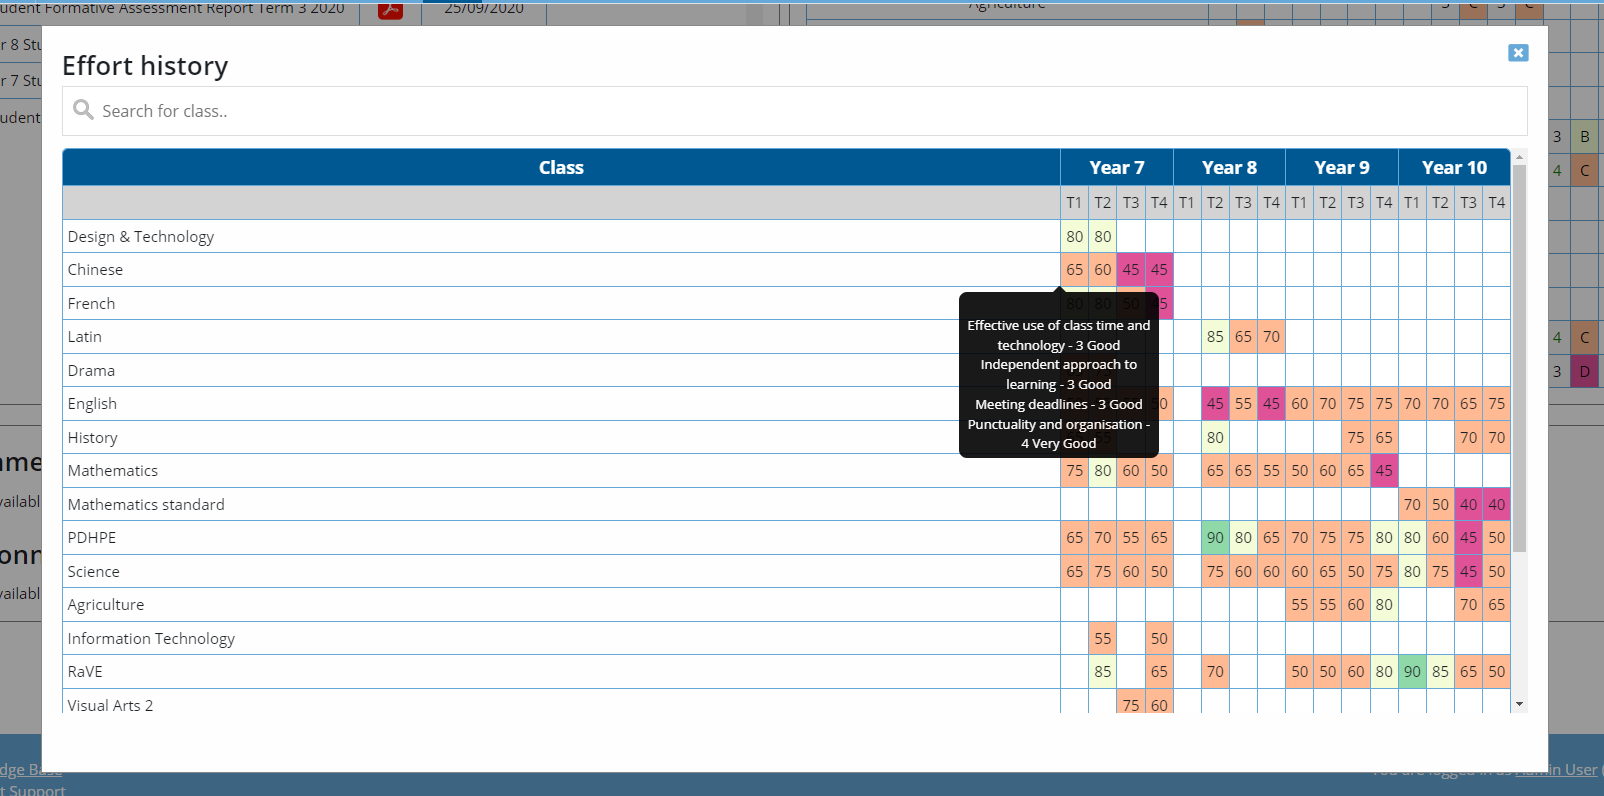 udent Formative Assessment Report Term 3 2020 25/09/2020 Agriculture
r 8 Stu
r 7 Stu
udent
Effort history
Search for class..
3 B
4 C
Class Year 7 Year 8 Year 9 Year 10
T1 T2 T3 T4 T1 T2 T3 T4 T1 T2 T3 T4 T1 T2 T3 T4
Design & Technology 80 80
Chinese 65 60 45 45
French 80 80 50 45
Effective use of class time and
technology - 3 Good
Independent approach to
learning - 3 Good
Meeting deadlines - 3 Good
Punctuality and organisation -
4 Very Good
Latin 85 65 70
4 C
Drama
3 D
English 45 55 45 60 70 75 75 70 70 65 75
History 80 75 65 70 70
Mathematics 75 80 60 50 65 65 55 50 60 65 45
Mathematics standard 70 50 40 40
PDHPE 65 70 55 65 90 80 65 70 75 75 80 80 60 45 50
Science 65 75 60 50 75 60 60 60 65 50 75 80 75 45 50
Agriculture 55 55 60 80 70 65
Information Technology 55 50
RaVE 85 65 70 50 50 60 80 90 85 65 50
Visual Arts 2 75 60
ame
vailabl
onn
vailabl
dge Base
t Support
You are logged in as Admin User